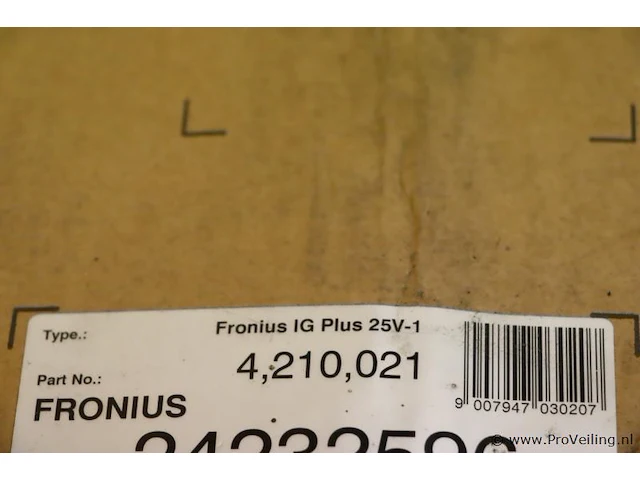 Type.: Fronius IG Plus 25V-1
Part No.: 4,210,021
FRONIUS
9 007947 030207
© www.ProVeiling.nl